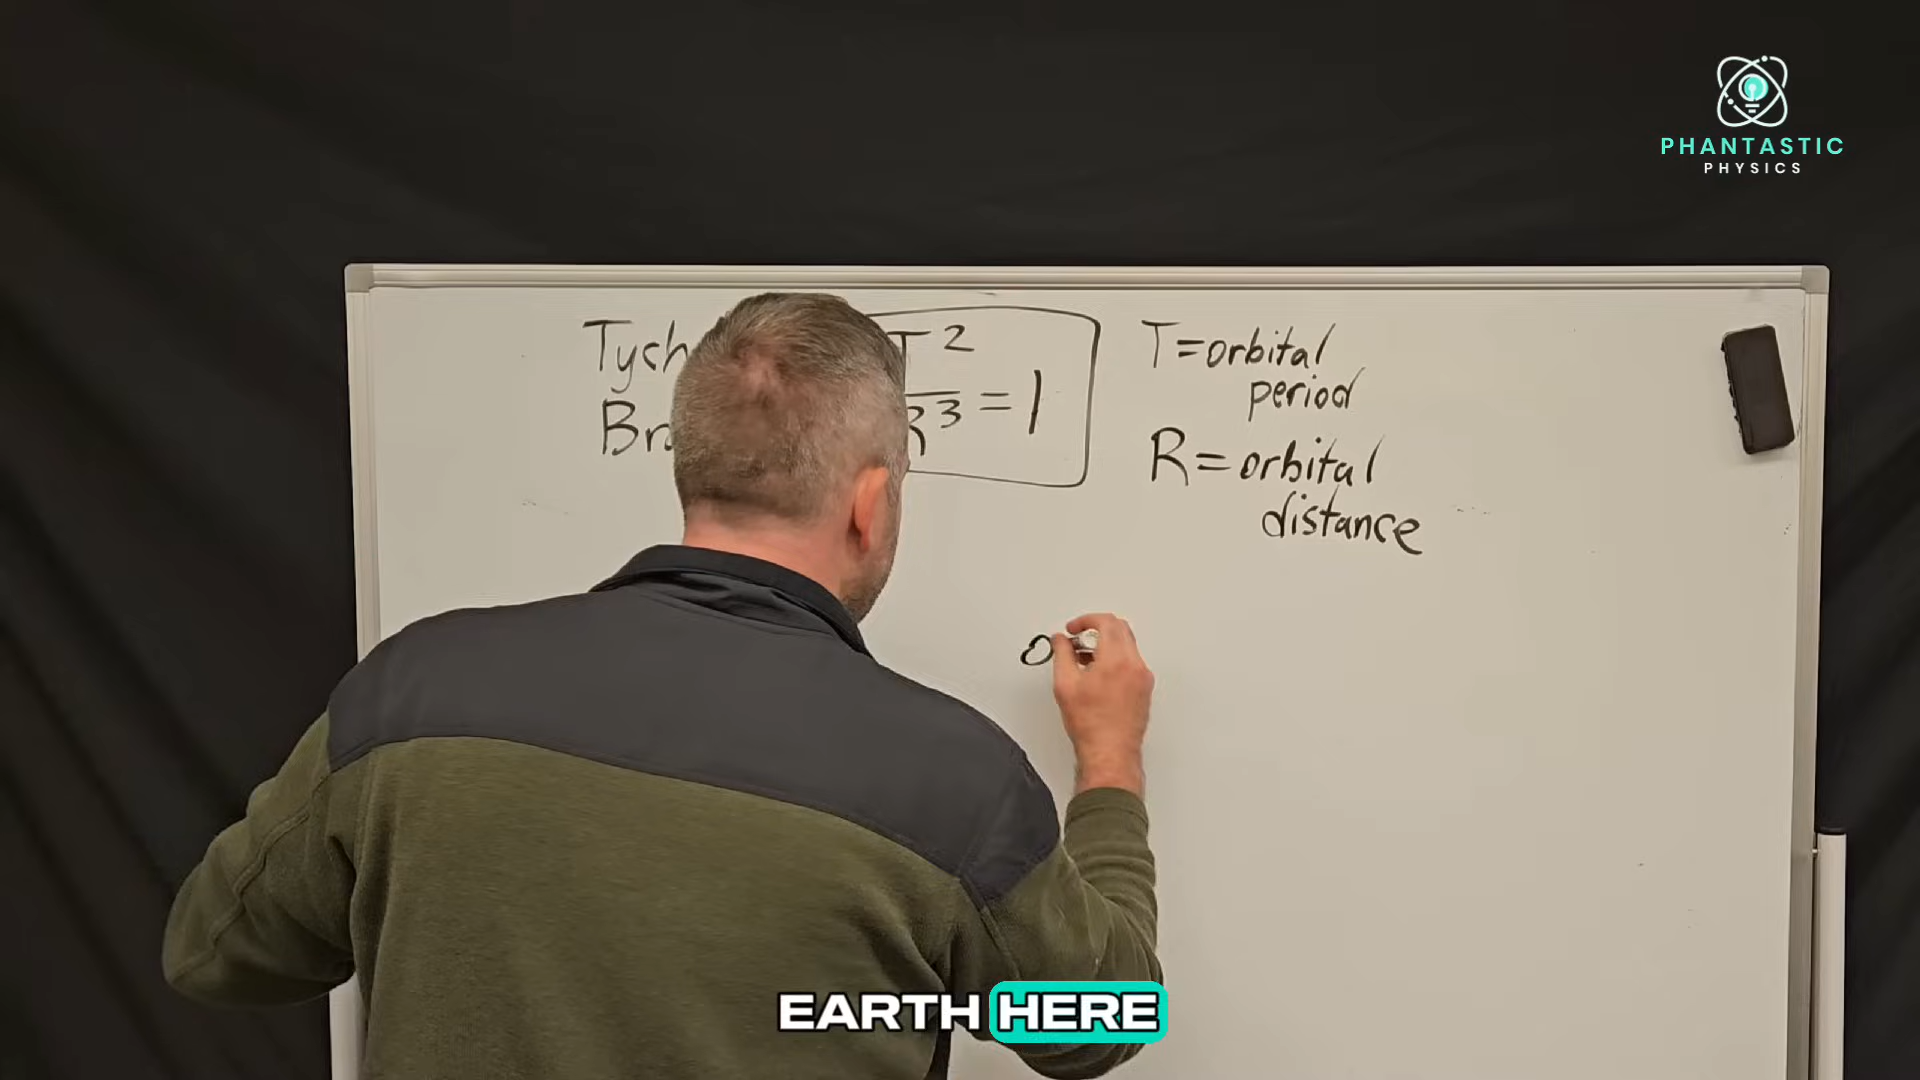 PHANTASTIC
PHYSICS
Tych
T² / R³ = 1
Br
T = orbital
period
R = orbital
distance
EARTH HERE